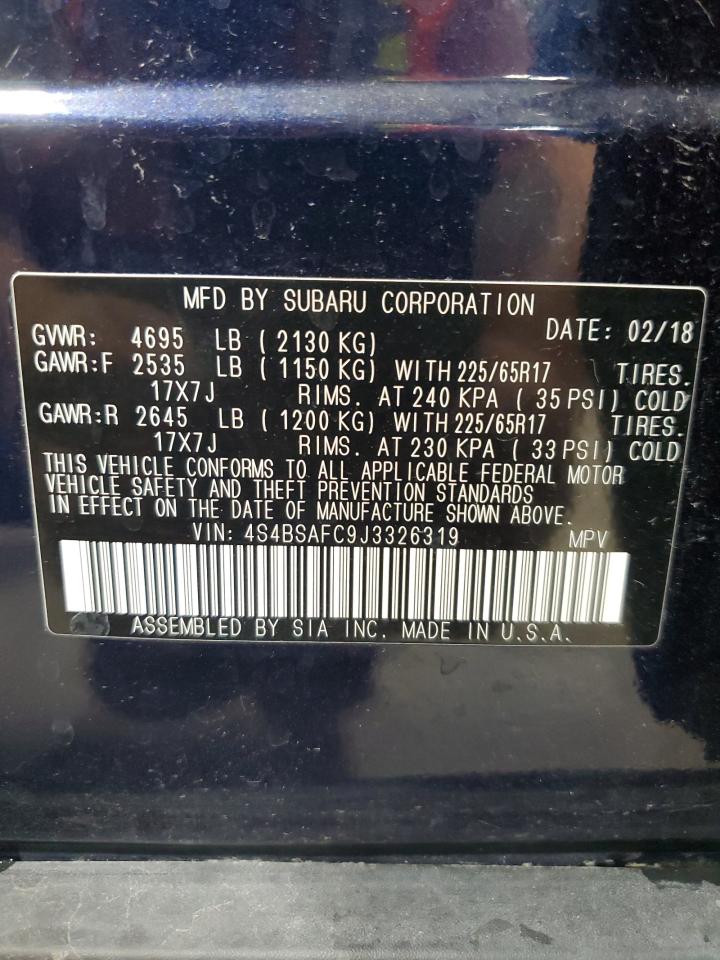 MFD BY SUBARU CORPORATION
GVWR: 4695 LB ( 2130 KG) DATE: 02/18
GAWR:F 2535 LB ( 1150 KG) WITH 225/65R17 TIRES.
17X7J RIMS. AT 240 KPA ( 35 PSI) COLD
GAWR:R 2645 LB ( 1200 KG) WITH 225/65R17 TIRES.
17X7J RIMS. AT 230 KPA ( 33 PSI) COLD
THIS VEHICLE CONFORMS TO ALL APPLICABLE FEDERAL MOTOR
VEHICLE SAFETY AND THEFT PREVENTION STANDARDS
IN EFFECT ON THE DATE OF MANUFACTURE SHOWN ABOVE.
VIN: 4S4BSAFC9J3326319 MPV
ASSEMBLED BY SIA INC. MADE IN U.S.A.